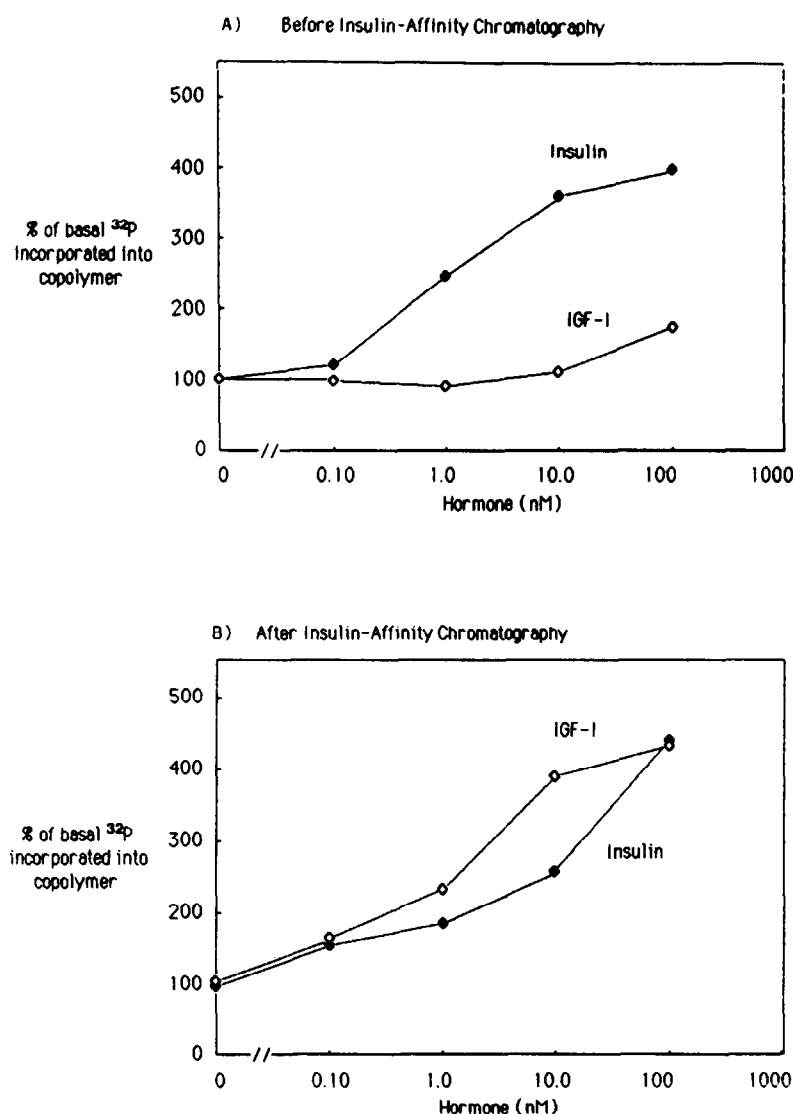 A) Before Insulin-Affinity Chromatography
500
400
300
200
100
0
% of basal 32p
incorporated into
copolymer
Insulin
IGF-I
0 // 0.10 1.0 10.0 100 1000
Hormone (nM)
B) After Insulin-Affinity Chromatography
500
400
300
200
100
0
% of basal 32p
incorporated into
copolymer
IGF-I
Insulin
0 // 0.10 1.0 10.0 100 1000
Hormone (nM)